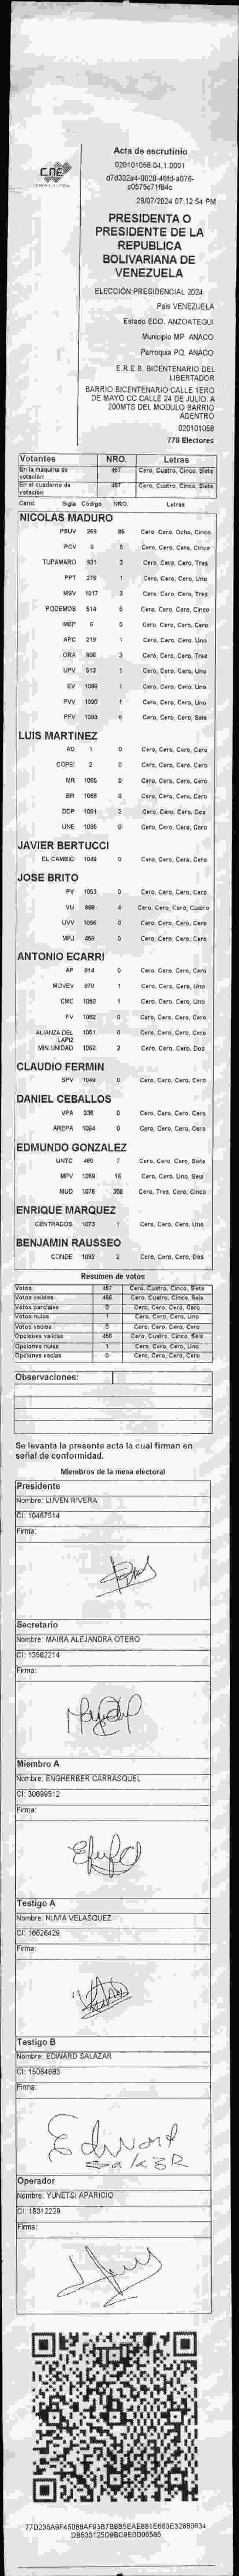 CNE
Acta de escrutinio
020101058.04.1.0001
28/07/2024 07:12:54 PM
PRESIDENTA O
PRESIDENTE DE LA
REPUBLICA
BOLIVARIANA DE
VENEZUELA
ELECCIÓN PRESIDENCIAL 2024
País VENEZUELA
Estado EDO. ANZOATEGUI
Municipio MP. ANACO
Parroquia PQ. ANACO
E.R.E.B. BICENTENARIO DEL
LIBERTADOR
BARRIO BICENTENARIO CALLE 1ERO
DE MAYO CC CALLE 24 DE JULIO. A
200MTS DEL MODULO BARRIO
ADENTRO
020101058
778 Electores
Votantes NRO. Letras
En la máquina de votación 457 Cero, Cuatro, Cinco, Siete
En el cuaderno de votación 457 Cero, Cuatro, Cinco, Siete
Cand. Sigla Código NRO. Letras
NICOLAS MADURO
PSUV 269 85 Cero, Cero, Ocho, Cinco
PCV 5 Cero, Cero, Cero, Cinco
TUPAMARO 931 3 Cero, Cero, Cero, Tres
PPT 276 1 Cero, Cero, Cero, Uno
MSV 1017 3 Cero, Cero, Cero, Tres
PODEMOS 514 5 Cero, Cero, Cero, Cinco
MEP 6 0 Cero, Cero, Cero, Cero
APC 219 1 Cero, Cero, Cero, Uno
ORA 906 3 Cero, Cero, Cero, Tres
UPV 513 1 Cero, Cero, Cero, Uno
EV 1089 1 Cero, Cero, Cero, Uno
PVV 1090 1 Cero, Cero, Cero, Uno
PFV 1093 6 Cero, Cero, Cero, Seis
LUIS MARTINEZ
AD 1 0 Cero, Cero, Cero, Cero
COPEI 2 0 Cero, Cero, Cero, Cero
MR 1065 0 Cero, Cero, Cero, Cero
BR 1066 0 Cero, Cero, Cero, Cero
DDP 1091 2 Cero, Cero, Cero, Dos
UNE 1095 0 Cero, Cero, Cero, Cero
JAVIER BERTUCCI
EL CAMBIO 1048 0 Cero, Cero, Cero, Cero
JOSE BRITO
PV 1053 0 Cero, Cero, Cero, Cero
VU 868 4 Cero, Cero, Cero, Cuatro
UVV 1056 0 Cero, Cero, Cero, Cero
MPJ 458 0 Cero, Cero, Cero, Cero
ANTONIO ECARRI
AP 914 0 Cero, Cero, Cero, Cero
MOVEV 979 1 Cero, Cero, Cero, Uno
CMC 1050 1 Cero, Cero, Cero, Uno
FV 1062 0 Cero, Cero, Cero, Cero
ALIANZA DEL LAPIZ 1051 0 Cero, Cero, Cero, Cero
MIN UNIDAD 1068 2 Cero, Cero, Cero, Dos
CLAUDIO FERMIN
SPV 1049 0 Cero, Cero, Cero, Cero
DANIEL CEBALLOS
VPA 236 0 Cero, Cero, Cero, Cero
AREPA 1094 0 Cero, Cero, Cero, Cero
EDMUNDO GONZALEZ
UNTC 460 7 Cero, Cero, Cero, Siete
MPV 1069 16 Cero, Cero, Uno, Seis
MUD 1075 305 Cero, Tres, Cero, Cinco
ENRIQUE MARQUEZ
CENTRADOS 1073 1 Cero, Cero, Cero, Uno
BENJAMIN RAUSSEO
CONDE 1092 2 Cero, Cero, Cero, Dos
Resumen de votos
Votos 457 Cero, Cuatro, Cinco, Siete
Votos validos 456 Cero, Cuatro, Cinco, Seis
Votos parciales 0 Cero, Cero, Cero, Cero
Votos nulos 1 Cero, Cero, Cero, Uno
Votos vacíos 0 Cero, Cero, Cero, Cero
Opciones validas 456 Cero, Cuatro, Cinco, Seis
Opciones nulas 1 Cero, Cero, Cero, Uno
Opciones vacías 0 Cero, Cero, Cero, Cero
Observaciones:
Se levanta la presente acta la cual firman en
señal de conformidad.
Miembros de la mesa electoral
Presidente
Nombre: LUVEN RIVERA
CI: 10467514
Firma:
Secretario
Nombre: MAIRA ALEJANDRA OTERO
CI: 13582214
Firma:
Miembro A
Nombre: ENGHERBER CARRASQUEL
CI: 30899512
Firma:
Testigo A
Nombre: NUVIA VELASQUEZ
CI: 16626429
Firma:
Testigo B
Nombre: EDWARD SALAZAR
CI: 15084683
Firma:
Edward
Salazar
Operador
Nombre: YUNETSI APARICIO
CI: 19312229
Firma: